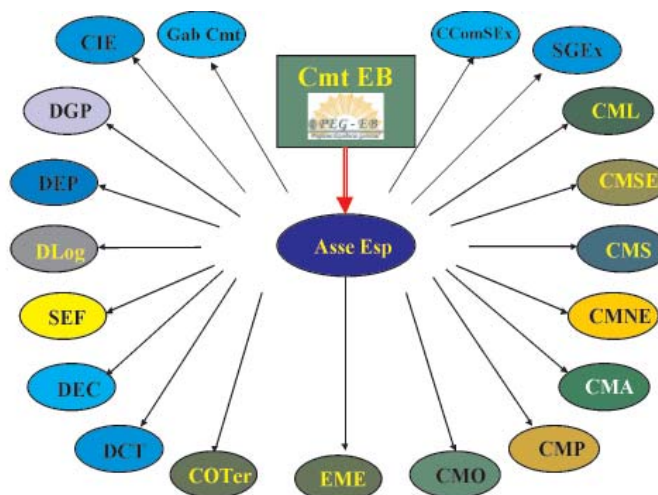 CIE
Gab Cmt
Cmt EB
PEG - EB
CComSEx
SGEx
DGP
CML
DEP
CMSE
DLog
Asse Esp
CMS
SEF
CMNE
DEC
CMA
DCT
COTer
EME
CMO
CMP